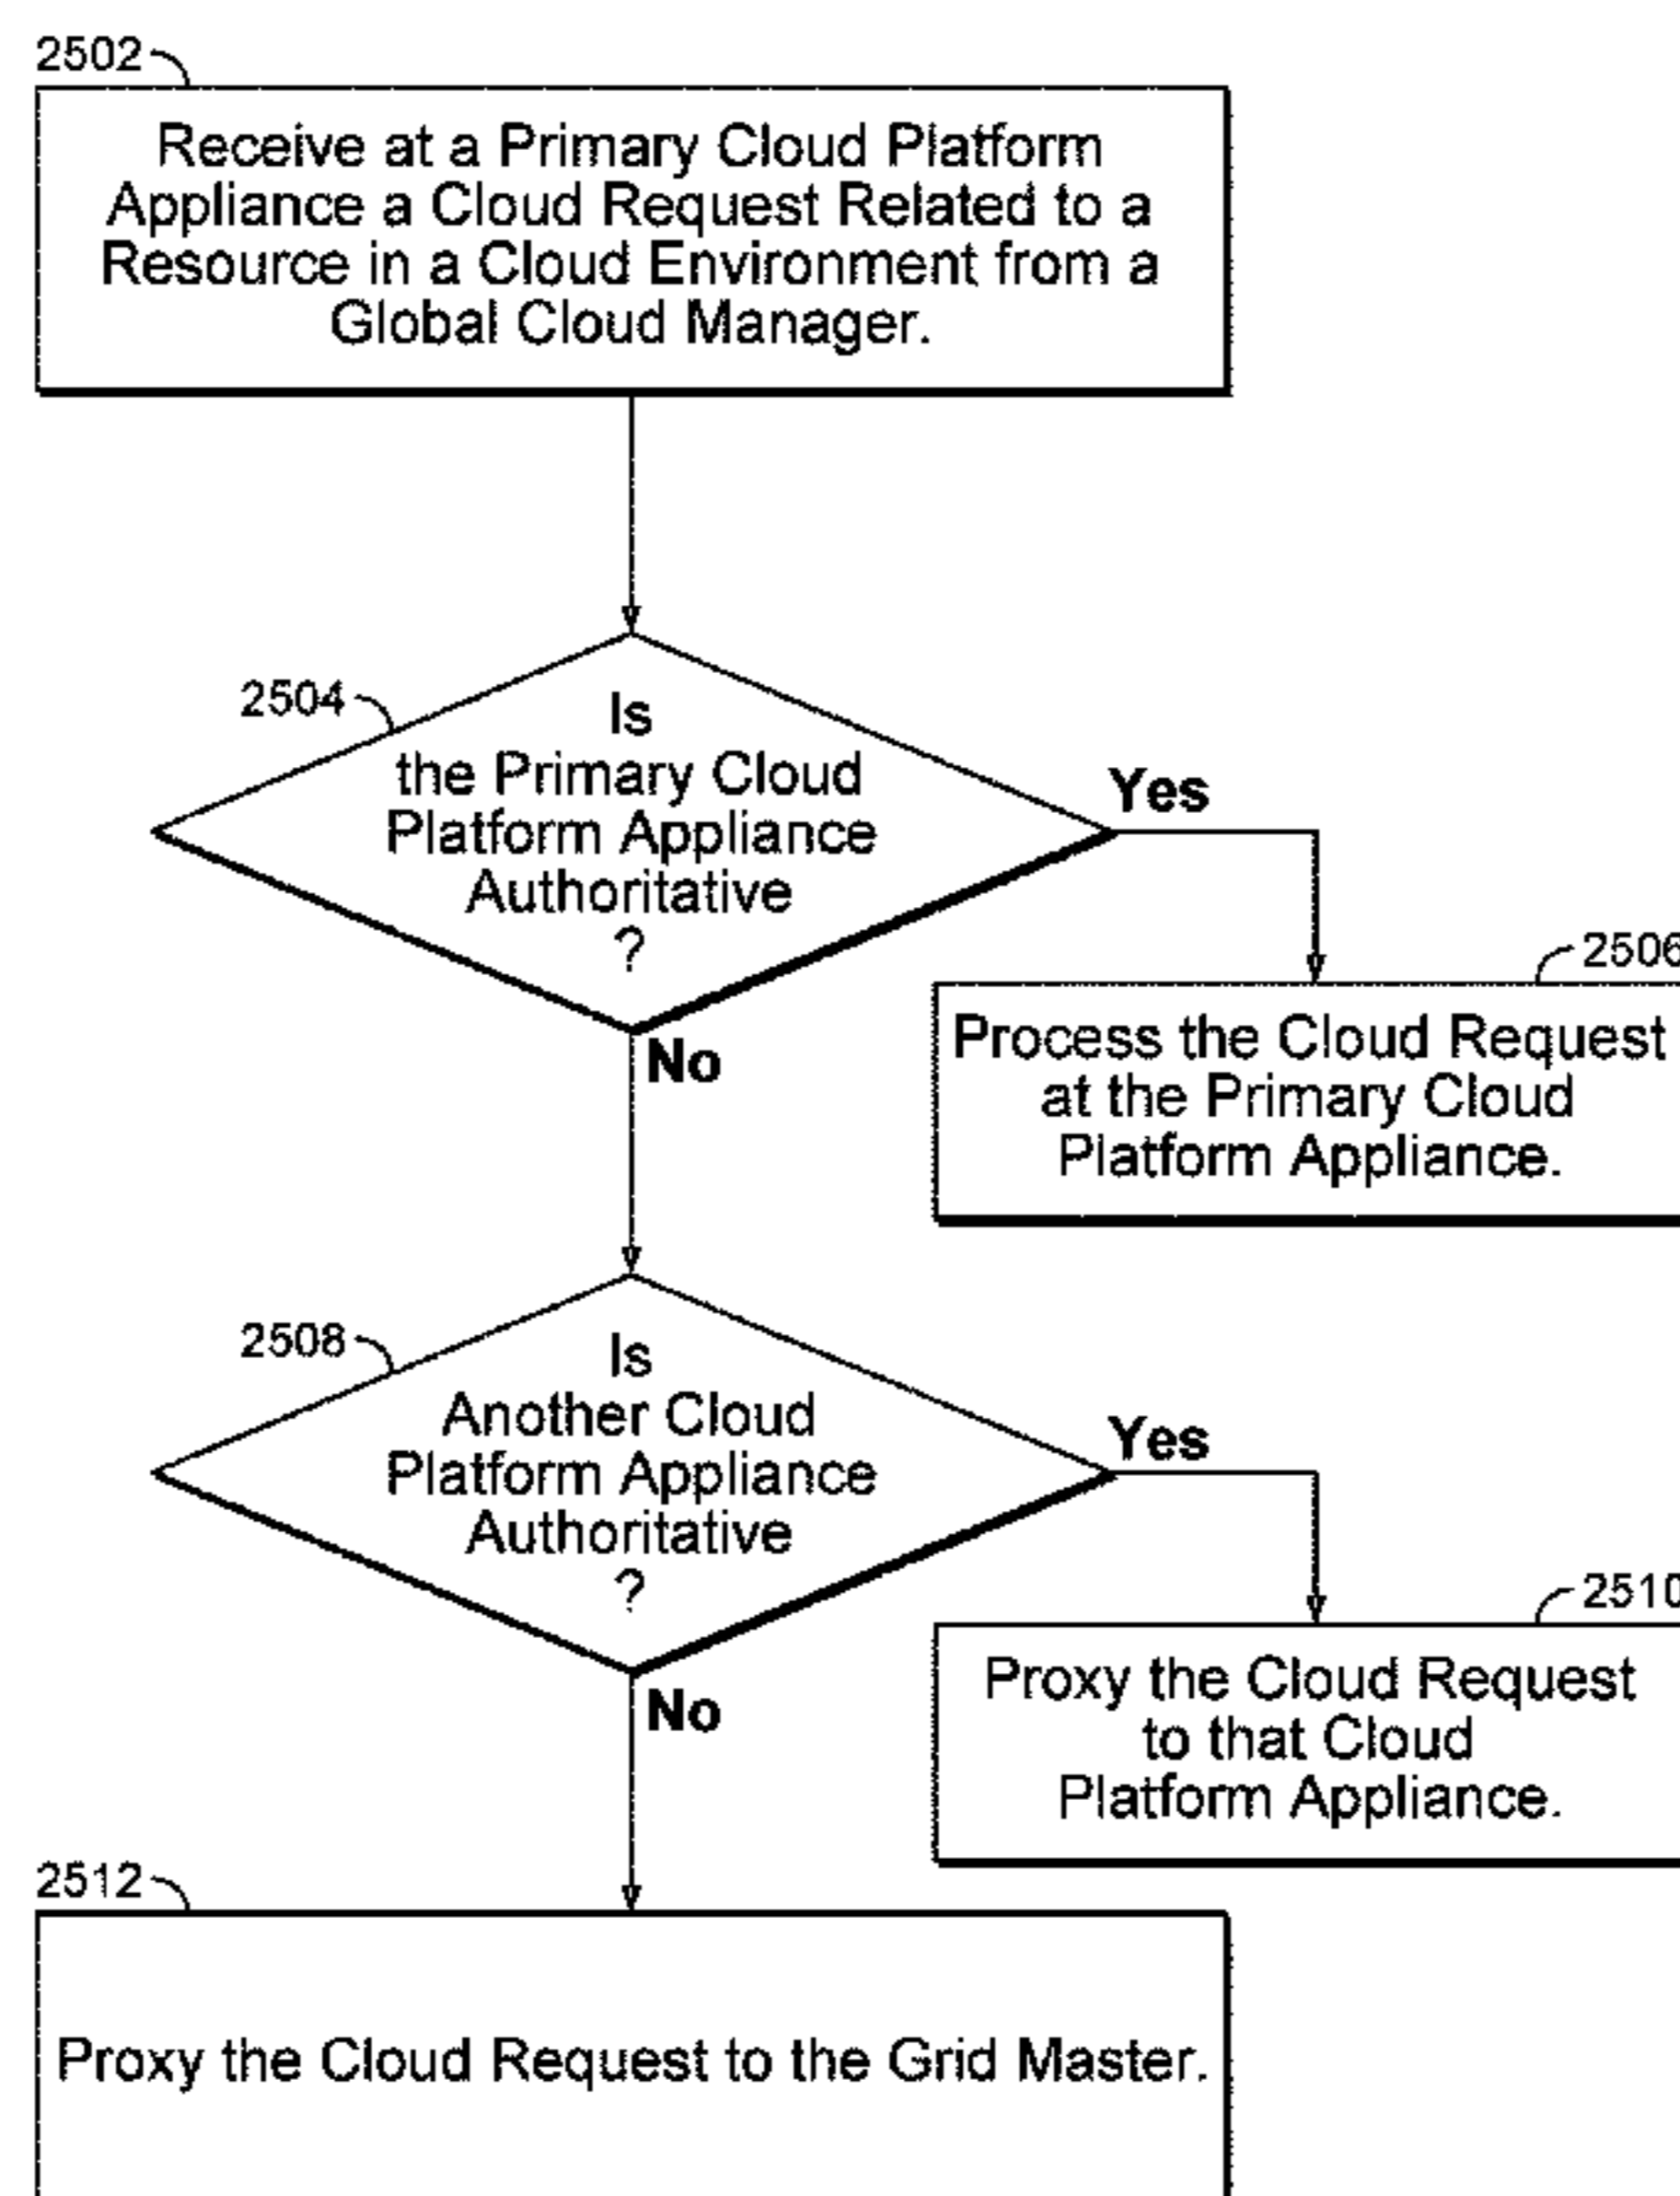 2502
Receive at a Primary Cloud Platform
Appliance a Cloud Request Related to a
Resource in a Cloud Environment from a
Global Cloud Manager.
2504
Is
the Primary Cloud
Platform Appliance
Authoritative
?
Yes
No
2506
Process the Cloud Request
at the Primary Cloud
Platform Appliance.
2508
Is
Another Cloud
Platform Appliance
Authoritative
?
Yes
No
2510
Proxy the Cloud Request
to that Cloud
Platform Appliance.
2512
Proxy the Cloud Request to the Grid Master.